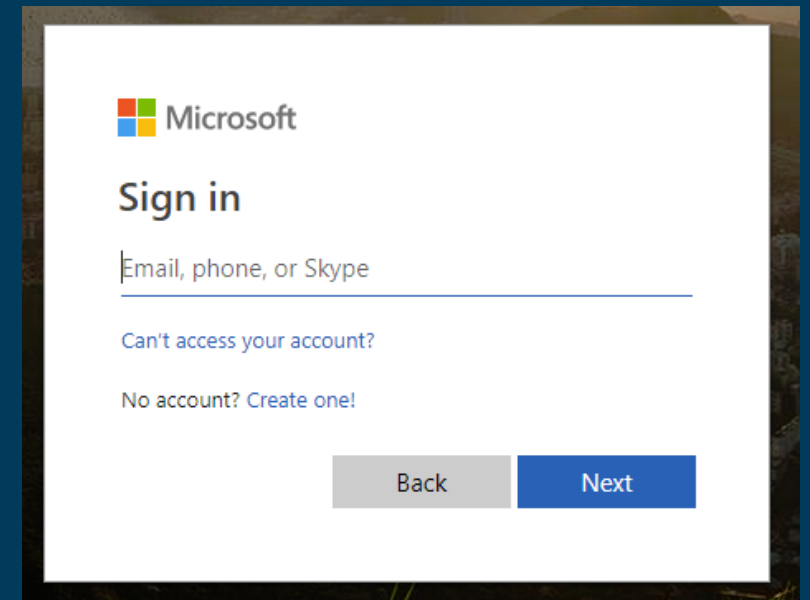 Microsoft
Sign in
Email, phone, or Skype
Can't access your account?
No account? Create one!
Back Next